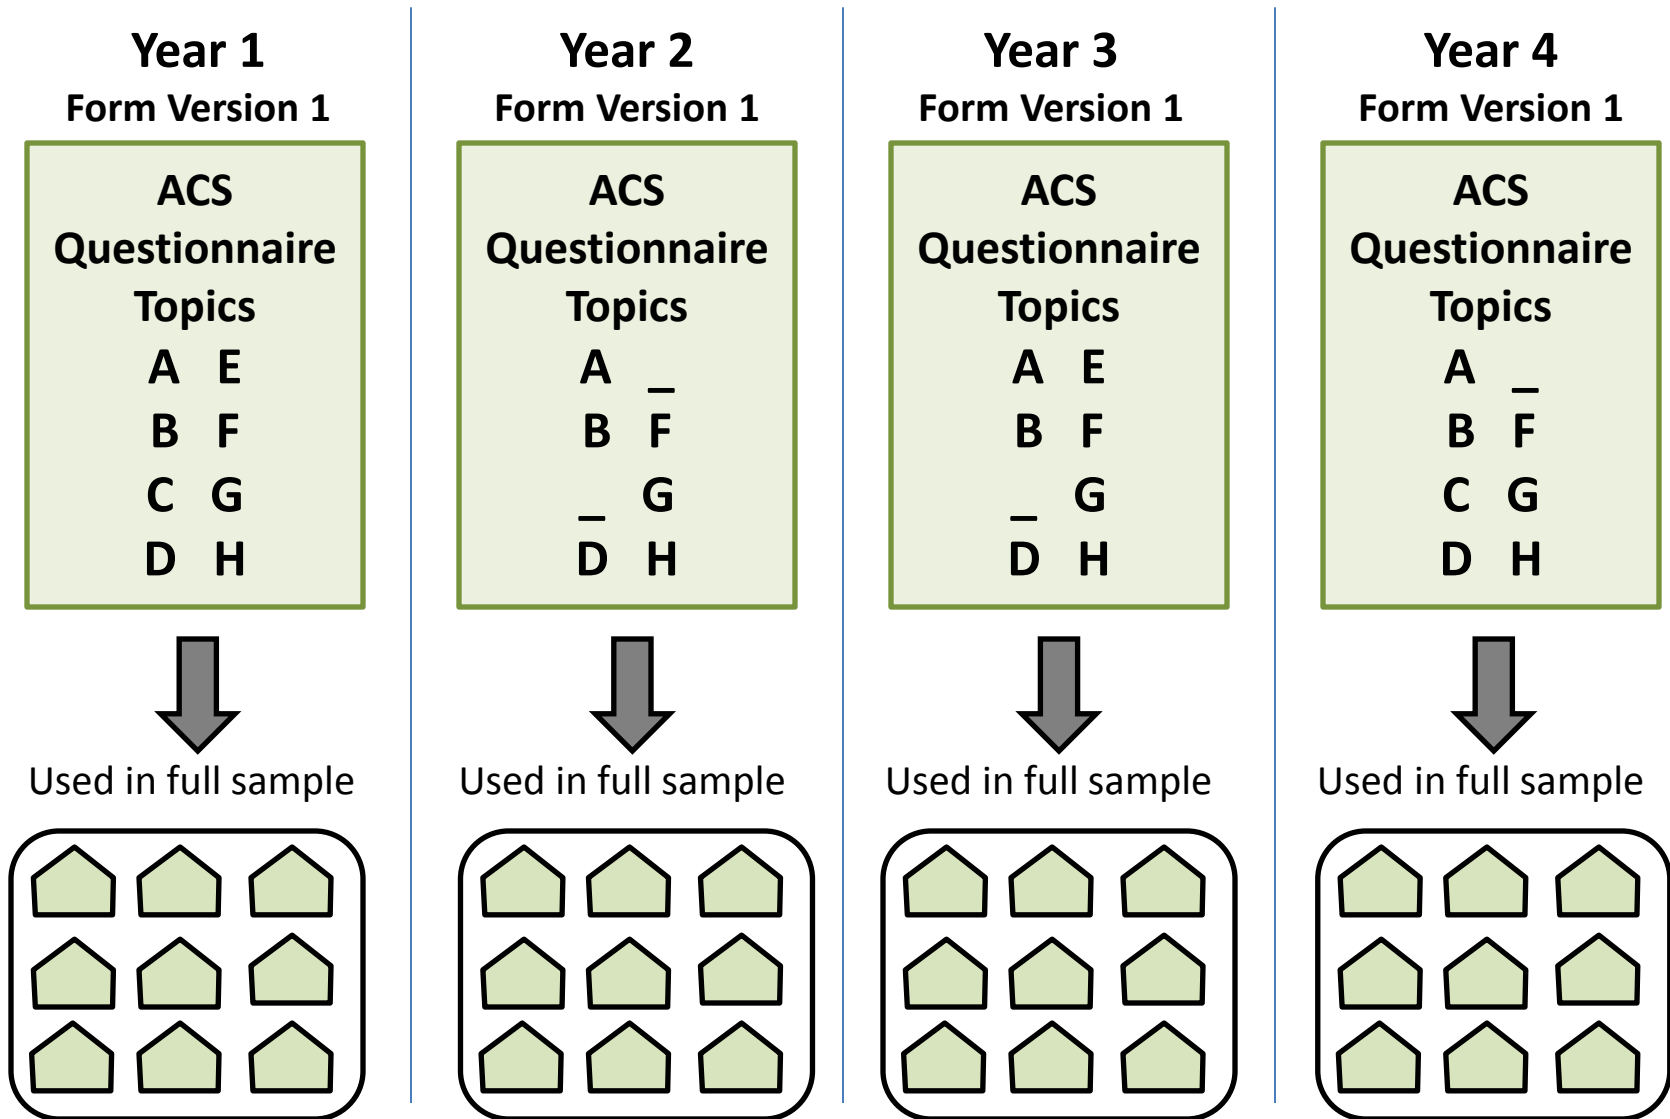 Year 1
Form Version 1
ACS
Questionnaire
Topics
A E
B F
C G
D H
Used in full sample
Year 2
Form Version 1
ACS
Questionnaire
Topics
A _
B F
_ G
D H
Used in full sample
Year 3
Form Version 1
ACS
Questionnaire
Topics
A E
B F
_ G
D H
Used in full sample
Year 4
Form Version 1
ACS
Questionnaire
Topics
A _
B F
C G
D H
Used in full sample